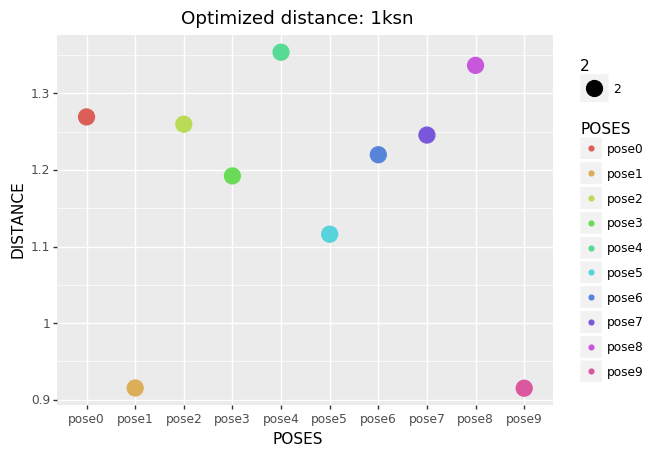 Optimized distance: 1ksn
DISTANCE
1.3
1.2
1.1
1
0.9
pose0 pose1 pose2 pose3 pose4 pose5 pose6 pose7 pose8 pose9
POSES
2
2
POSES
pose0
pose1
pose2
pose3
pose4
pose5
pose6
pose7
pose8
pose9